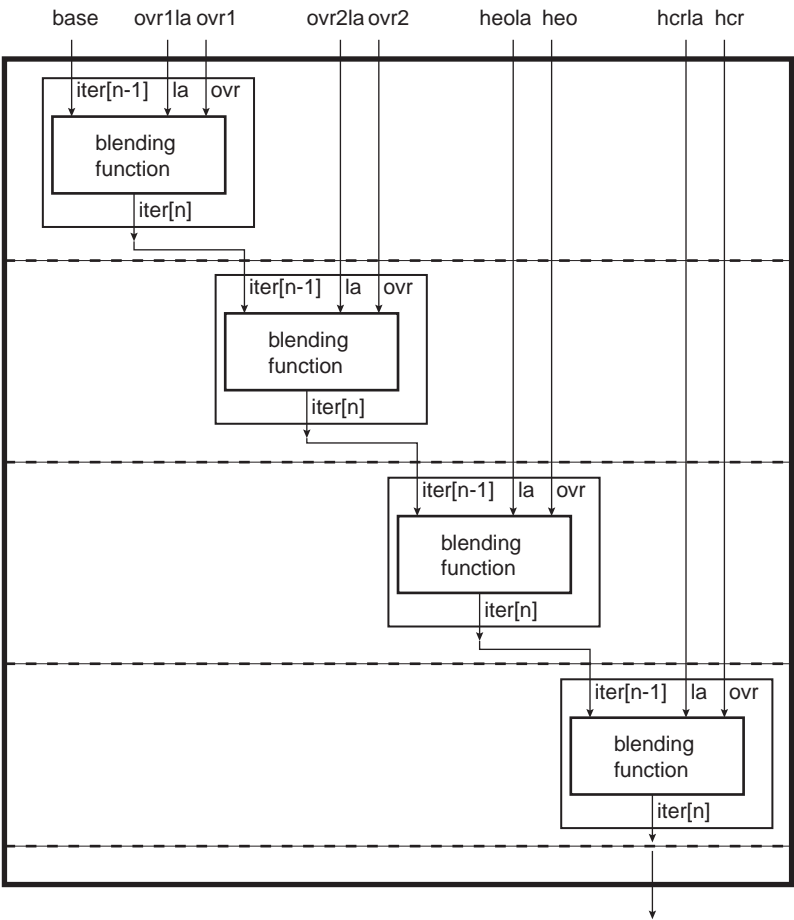 base ovr1la ovr1 ovr2la ovr2 heola heo hcrla hcr
iter[n-1] la ovr
blending
function
iter[n]
iter[n-1] la ovr
blending
function
iter[n]
iter[n-1] la ovr
blending
function
iter[n]
iter[n-1] la ovr
blending
function
iter[n]